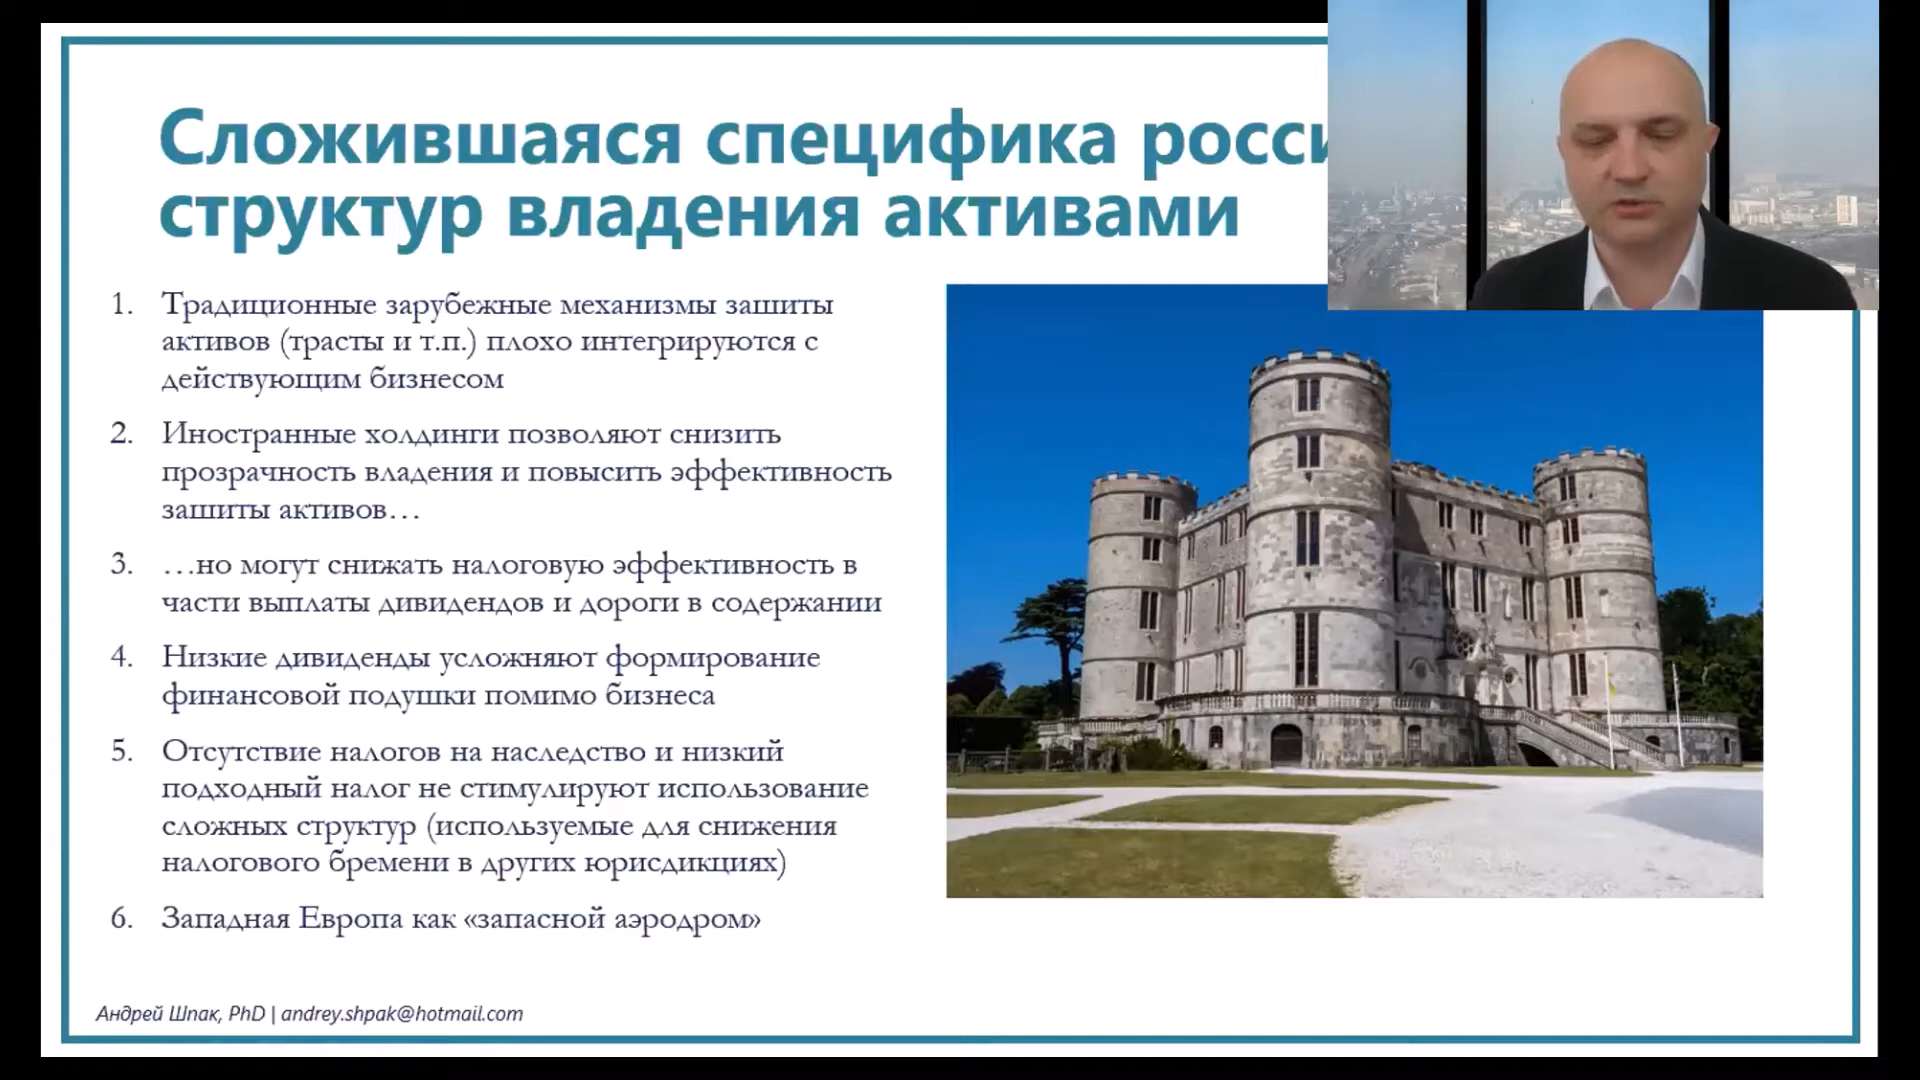 Сложившаяся специфика
структур владения активами
1. Традиционные зарубежные механизмы зашиты
активов (трасты и т.п.) плохо интегрируются с
действующим бизнесом
2. Иностранные холдинги позволяют снизить
прозрачность владения и повысить эффективность
зашиты активов…
3. …но могут снижать налоговую эффективность в
части выплаты дивидендов и дороги в содержании
4. Низкие дивиденды усложняют формирование
финансовой подушки помимо бизнеса
5. Отсутствие налогов на наследство и низкий
подходный налог не стимулируют использование
сложных структур (используемые для снижения
налогового бремени в других юрисдикциях)
6. Западная Европа как «запасной аэродром»
Андрей Шпак, PhD | andrey.shpak@hotmail.com